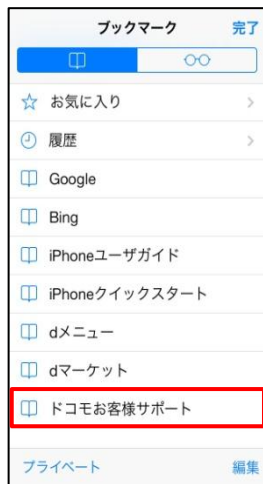 ブックマーク 完了
お気に入り
履歴
Google
Bing
iPhoneユーザガイド
iPhoneクイックスタート
dメニュー
dマーケット
ドコモお客様サポート
プライベート 編集